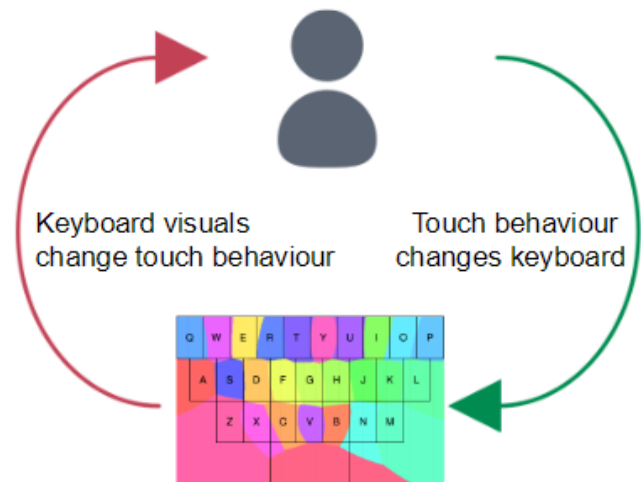 Keyboard visuals
change touch behaviour
Touch behaviour
changes keyboard
Q W E R T Y U I O P
A S D F G H J K L
Z X C V B N M